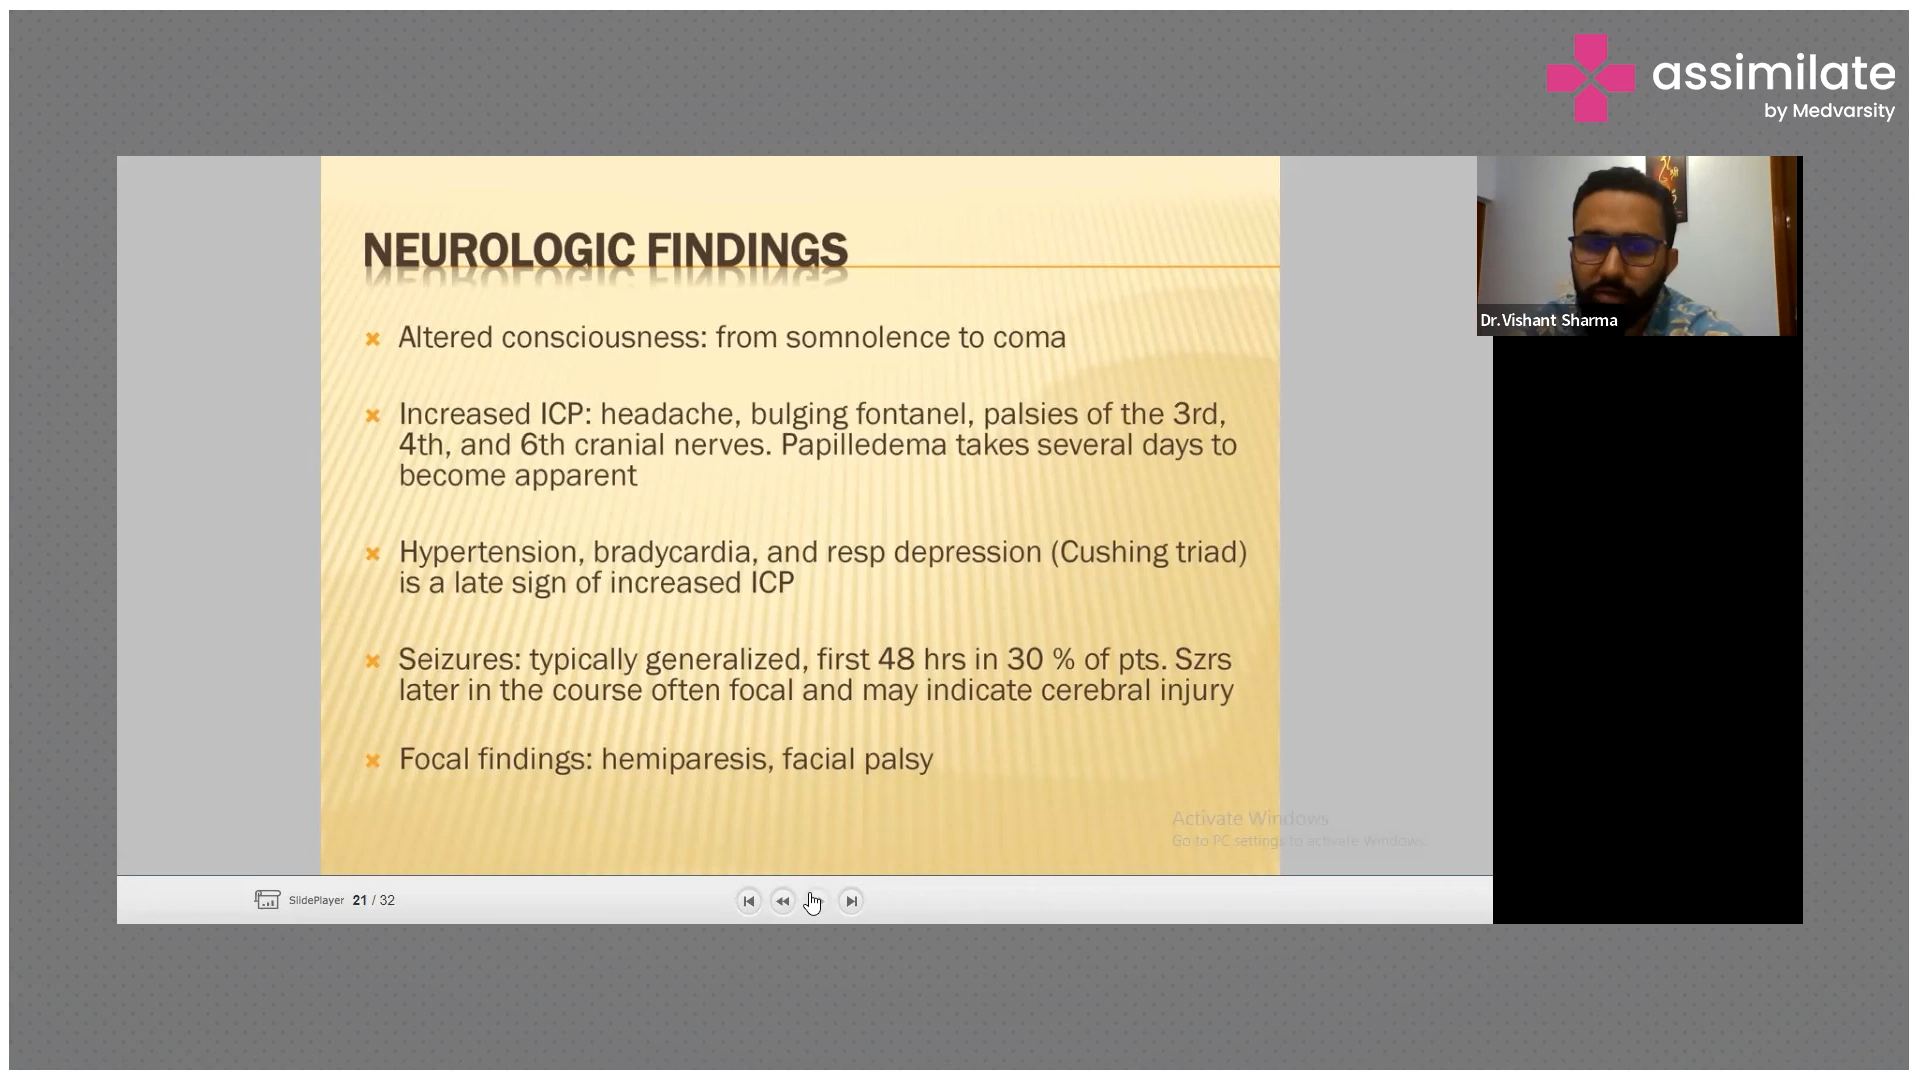 assimilate
by Medvarsity
NEUROLOGIC FINDINGS
Altered consciousness: from somnolence to coma
Increased ICP: headache, bulging fontanel, palsies of the 3rd,
4th, and 6th cranial nerves. Papilledema takes several days to
become apparent
Hypertension, bradycardia, and resp depression (Cushing triad)
is a late sign of increased ICP
Seizures: typically generalized, first 48 hrs in 30 % of pts. Szrs
later in the course often focal and may indicate cerebral injury
Focal findings: hemiparesis, facial palsy
Dr.Vishant Sharma
Activate Windows
Go to PC settings to activate Windows.
SlidePlayer 21 / 32